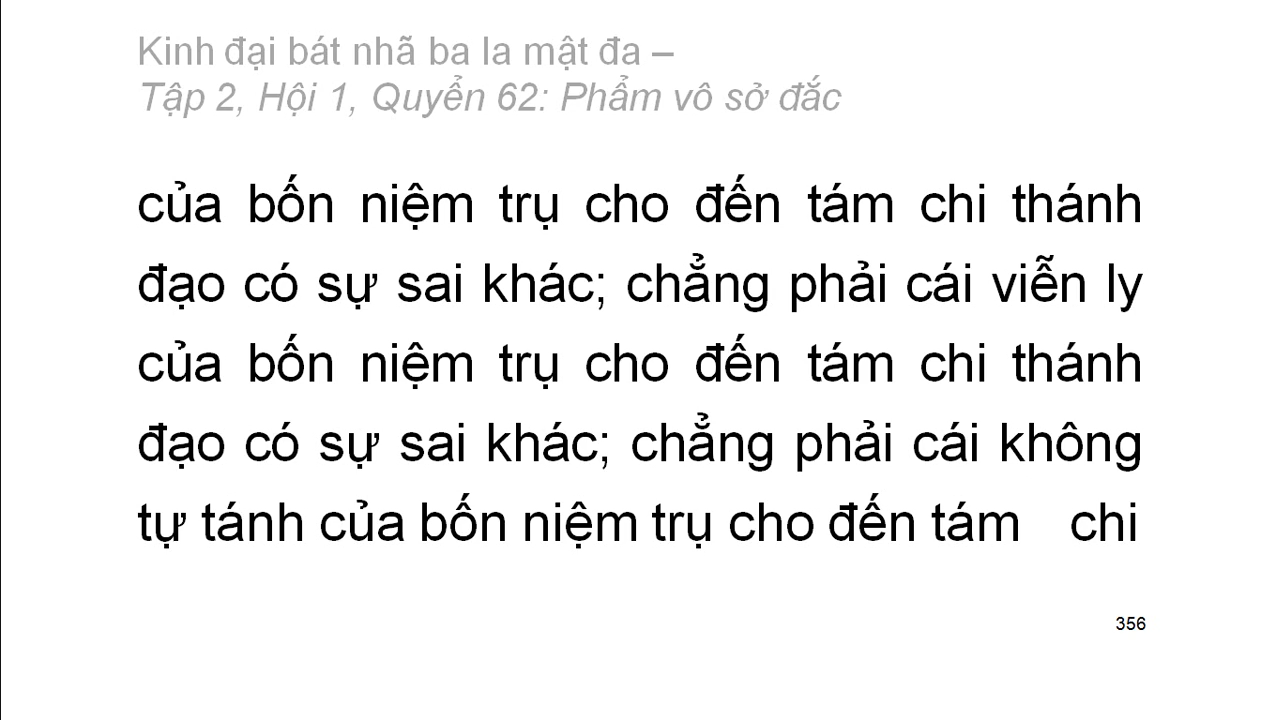 Kinh đại bát nhã ba la mật đa –
Tập 2, Hội 1, Quyển 62: Phẩm vô sở đắc
của bốn niệm trụ cho đến tám chi thánh
đạo có sự sai khác; chẳng phải cái viễn ly
của bốn niệm trụ cho đến tám chi thánh
đạo có sự sai khác; chẳng phải cái không
tự tánh của bốn niệm trụ cho đến tám chi
356